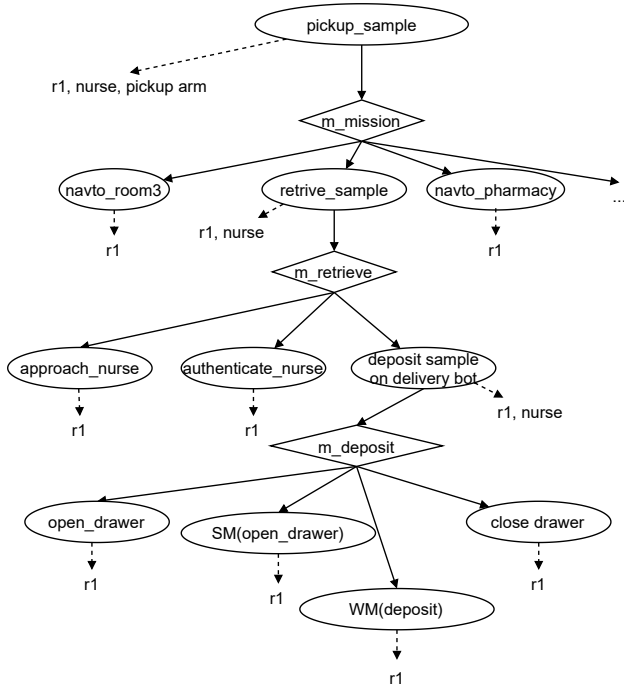 pickup_sample
r1, nurse, pickup arm
m_mission
navto_room3
retrive_sample
navto_pharmacy
...
r1
r1, nurse
r1
m_retrieve
approach_nurse
authenticate_nurse
deposit sample
on delivery bot
r1
r1
r1, nurse
m_deposit
open_drawer
SM(open_drawer)
close drawer
r1
r1
r1
WM(deposit)
r1